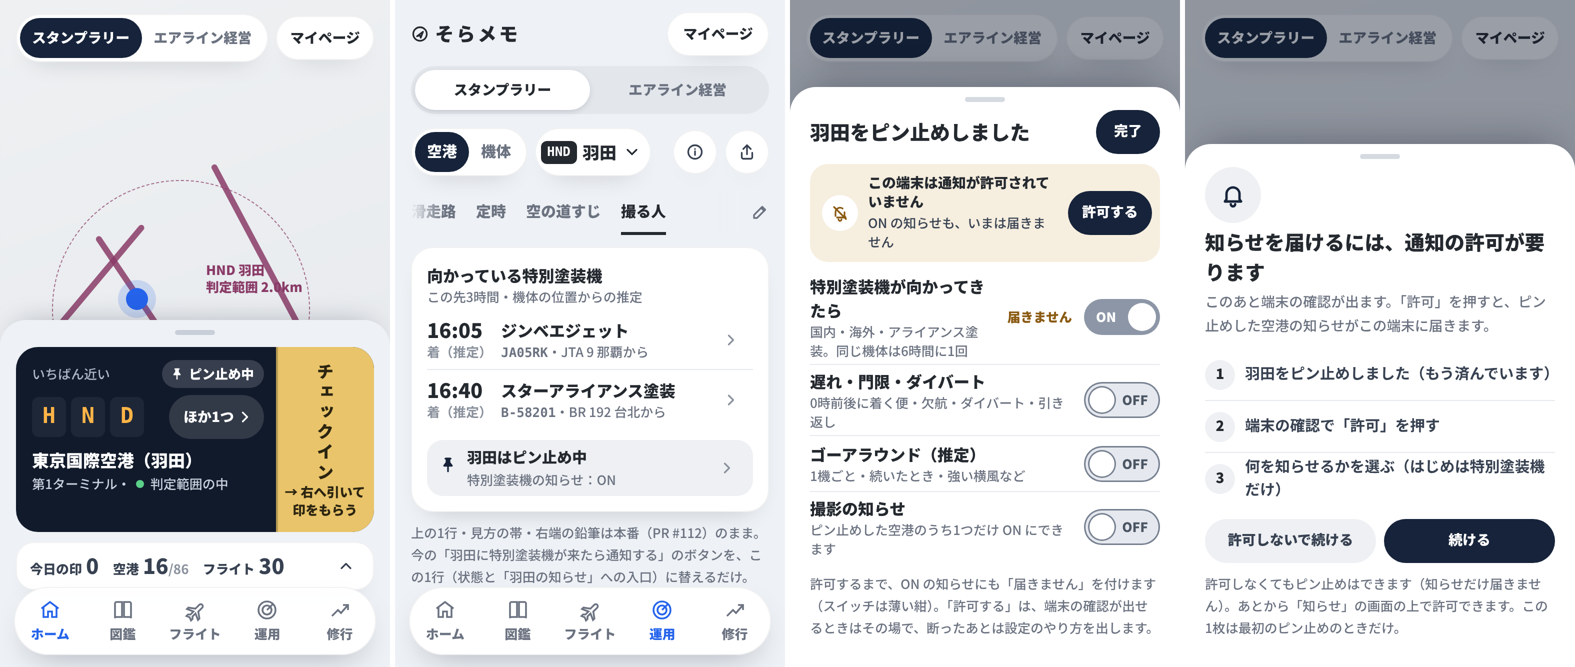 スタンプラリー エアライン経営 マイページ
HND 羽田
判定範囲 2.0km
いちばん近い ピン止め中
H N D ほか1つ
東京国際空港（羽田）
第1ターミナル・ 判定範囲の中
チェックイン
→ 右へ引いて
印をもらう
今日の印 0 空港 16/86 フライト 30
ホーム 図鑑 フライト 運用 修行
そらメモ マイページ
スタンプラリー エアライン経営
空港 機体 HND 羽田
滑走路 定時 空の道すじ 撮る人
向かっている特別塗装機
この先3時間・機体の位置からの推定
16:05 ジンベエジェット
着（推定） JA05RK・JTA 9 那覇から
16:40 スターアライアンス塗装
着（推定） B-58201・BR 192 台北から
羽田はピン止め中
特別塗装機の知らせ：ON
上の1行・見方の帯・右端の鉛筆は本番（PR #112）のまま。
今の「羽田に特別塗装機が来たら通知する」のボタンを、こ
の1行（状態と「羽田の知らせ」への入口）に替えるだけ。
ホーム 図鑑 フライト 運用 修行
スタンプラリー エアライン経営 マイページ
羽田をピン止めしました 完了
この端末は通知が許可されて
いません
ON の知らせも、いまは届きま
せん
許可する
特別塗装機が向かってき
たら
国内・海外・アライアンス塗
装。同じ機体は6時間に1回
届きません ON
遅れ・門限・ダイバート
0時前後に着く便・欠航・ダイバート・引き
返し
OFF
ゴーアラウンド（推定）
1機ごと・続いたとき・強い横風など
OFF
撮影の知らせ
ピン止めした空港のうち1つだけ ON にでき
ます
OFF
許可するまで、ON の知らせにも「届きません」を付けます
（スイッチは薄い紺）。「許可する」は、端末の確認が出せ
るときはその場で、断ったあとは設定のやり方を出します。
スタンプラリー エアライン経営 マイページ
知らせを届けるには、通知の許可が要
ります
このあと端末の確認が出ます。「許可」を押すと、ピン
止めした空港の知らせがこの端末に届きます。
1 羽田をピン止めしました（もう済んでいます）
2 端末の確認で「許可」を押す
3 何を知らせるかを選ぶ（はじめは特別塗装機
だけ）
許可しないで続ける 続ける
許可しなくてもピン止めはできます（知らせだけ届きませ
ん）。あとから「知らせ」の画面の上で許可できます。この
1枚は最初のピン止めのときだけ。